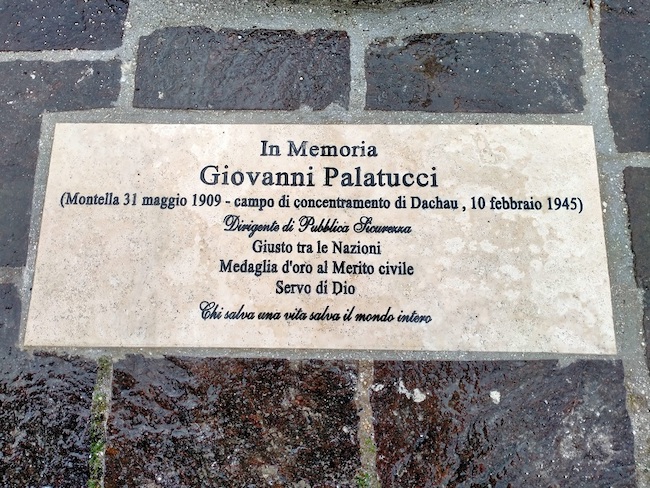 In Memoria
Giovanni Palatucci
(Montella 31 maggio 1909 - campo di concentramento di Dachau , 10 febbraio 1945)
Dirigente di Pubblica Sicurezza
Giusto tra le Nazioni
Medaglia d'oro al Merito civile
Servo di Dio
Chi salva una vita salva il mondo intero